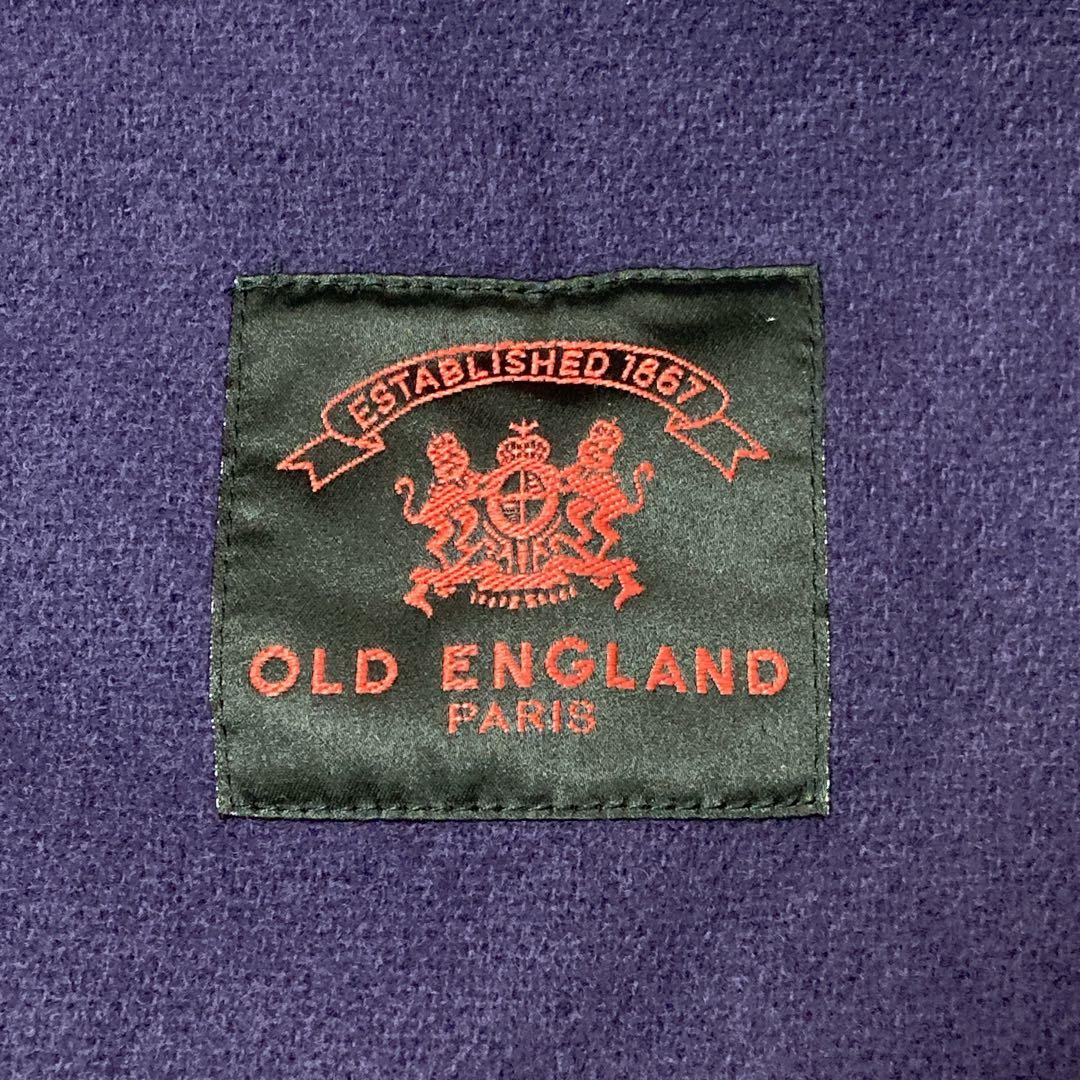 ESTABLISHED 1867
OLD ENGLAND
PARIS